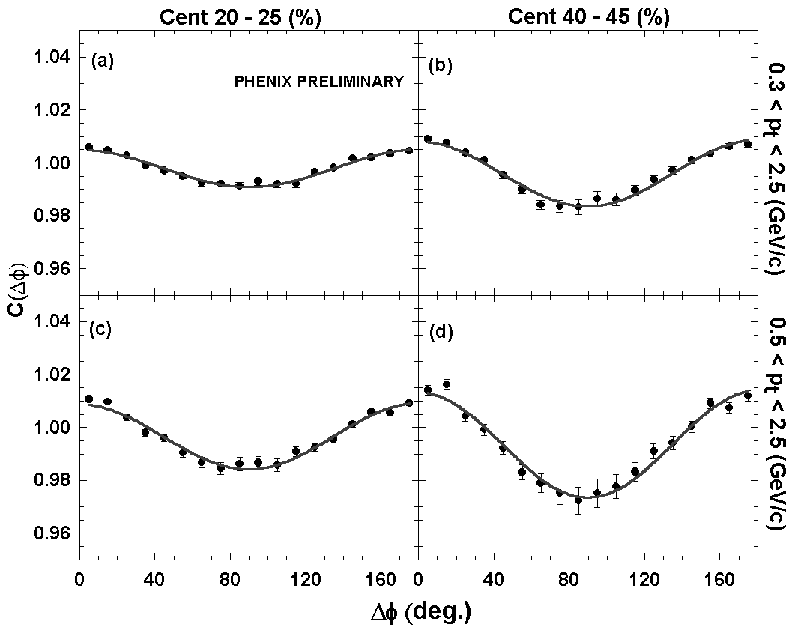 Cent 20 - 25 (%)
Cent 40 - 45 (%)
1.04
(a)
(b)
PHENIX PRELIMINARY
1.02
1.00
0.98
0.96
0.3 < pt < 2.5 (GeV/c)
C(Δϕ)
1.04
(c)
(d)
1.02
1.00
0.98
0.96
0.5 < pt < 2.5 (GeV/c)
0 40 80 120 160 0 40 80 120 160
Δϕ (deg.)